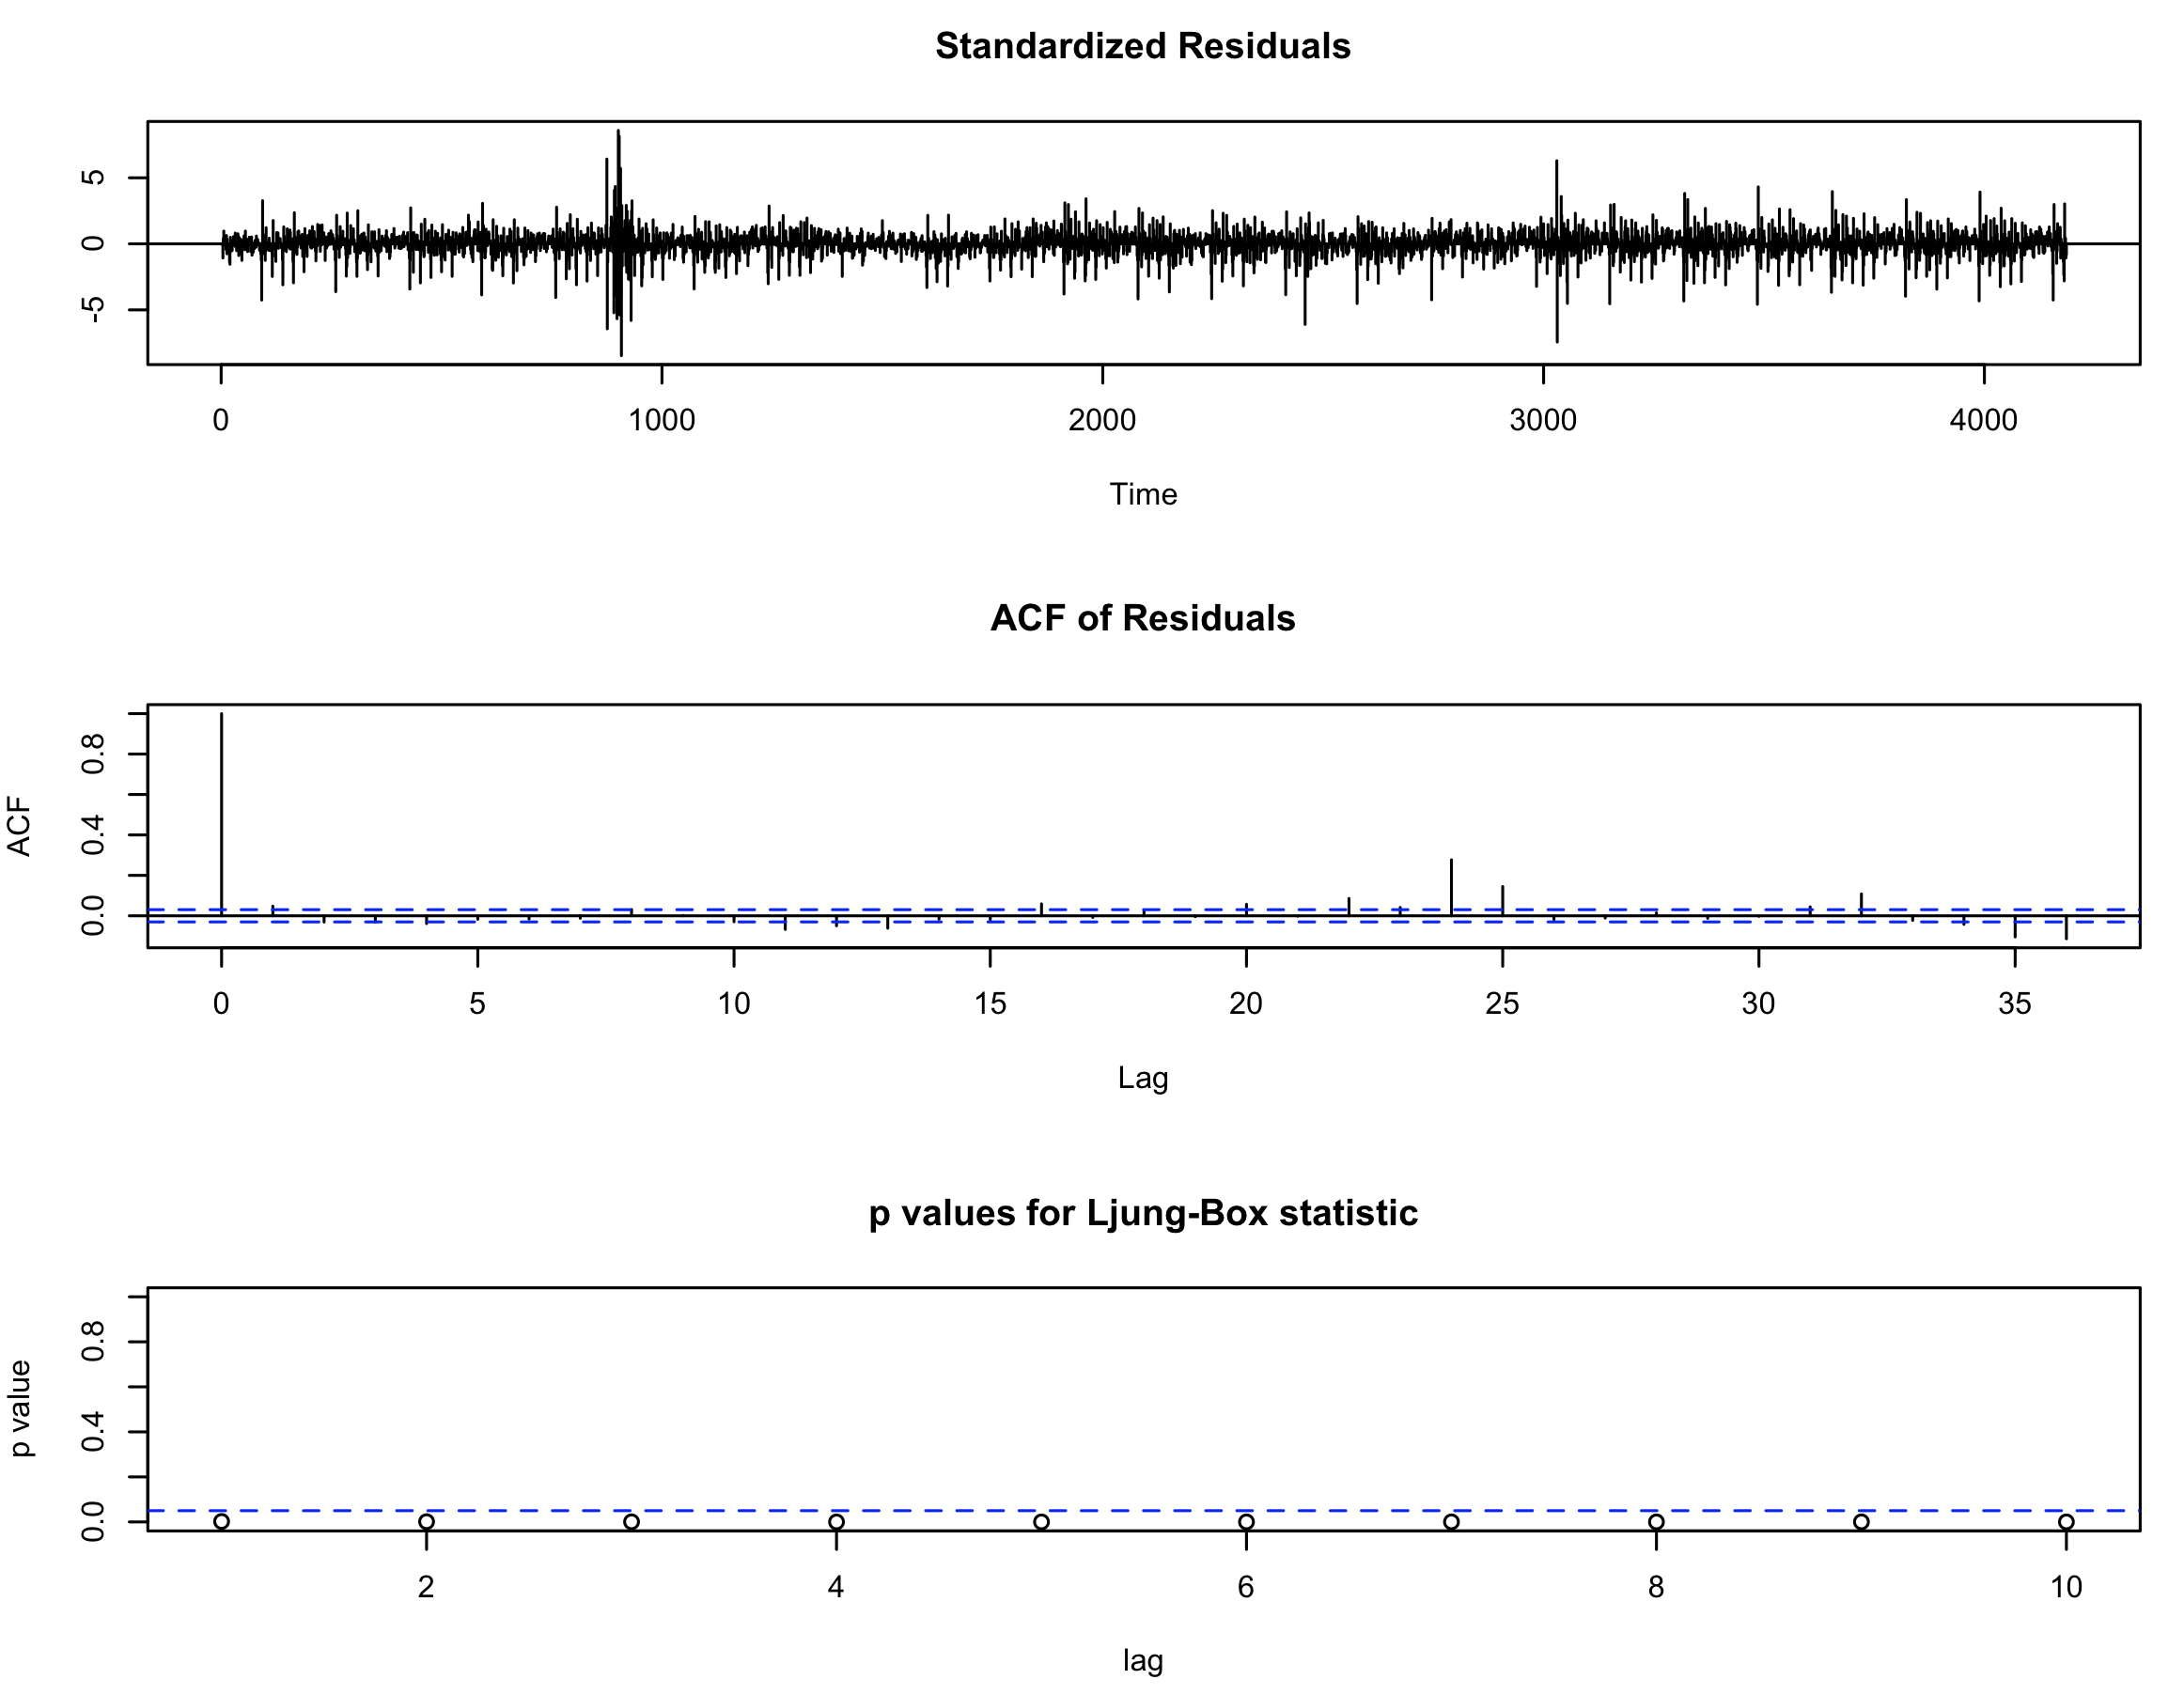 Standardized Residuals
5
0
-5
0 1000 2000 3000 4000
Time
ACF of Residuals
ACF
0.8
0.4
0.0
0 5 10 15 20 25 30 35
Lag
p values for Ljung-Box statistic
p value
0.8
0.4
0.0
2 4 6 8 10
lag